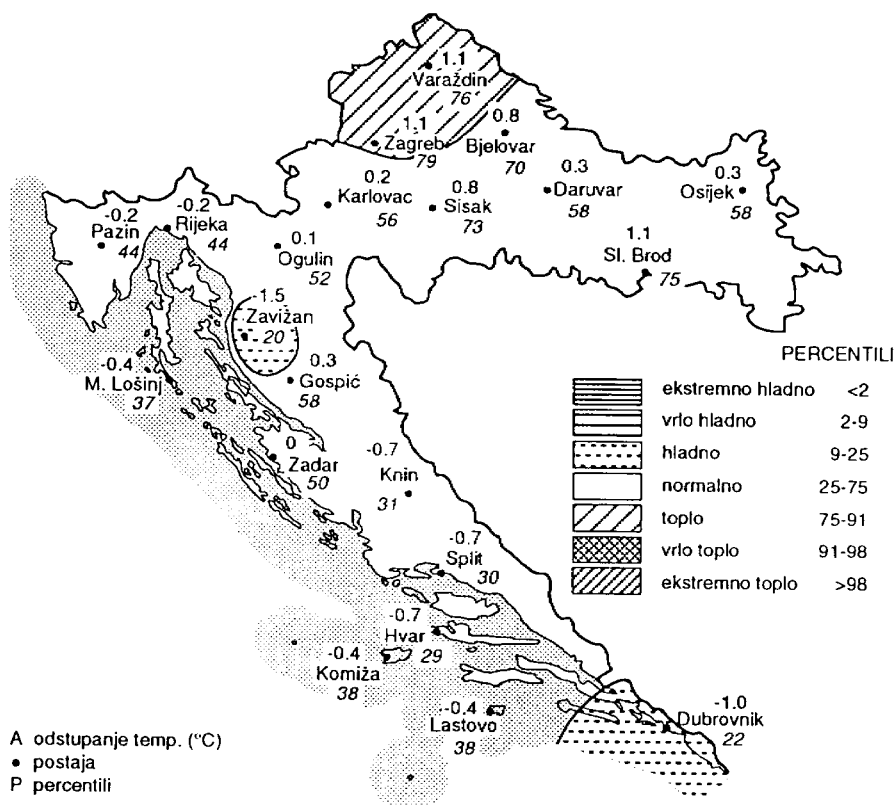 1.1
Varaždin
76
1.1
Zagreb
79
0.8
Bjelovar
70
0.2
Karlovac
56
0.8
Sisak
73
0.3
Daruvar
58
0.3
Osijek
58
-0.2
Pazin
44
-0.2
Rijeka
44
0.1
Ogulin
52
1.1
Sl. Brod
75
-1.5
Zavižan
20
-0.4
M. Lošinj
37
0.3
Gospić
58
0
Zadar
50
-0.7
Knin
31
-0.7
Split
30
-0.7
Hvar
29
-0.4
Komiža
38
-0.4
Lastovo
38
-1.0
Dubrovnik
22
PERCENTILI
ekstremno hladno <2
vrlo hladno 2-9
hladno 9-25
normalno 25-75
toplo 75-91
vrlo toplo 91-98
ekstremno toplo >98
A odstupanje temp. (°C)
• postaja
P percentili